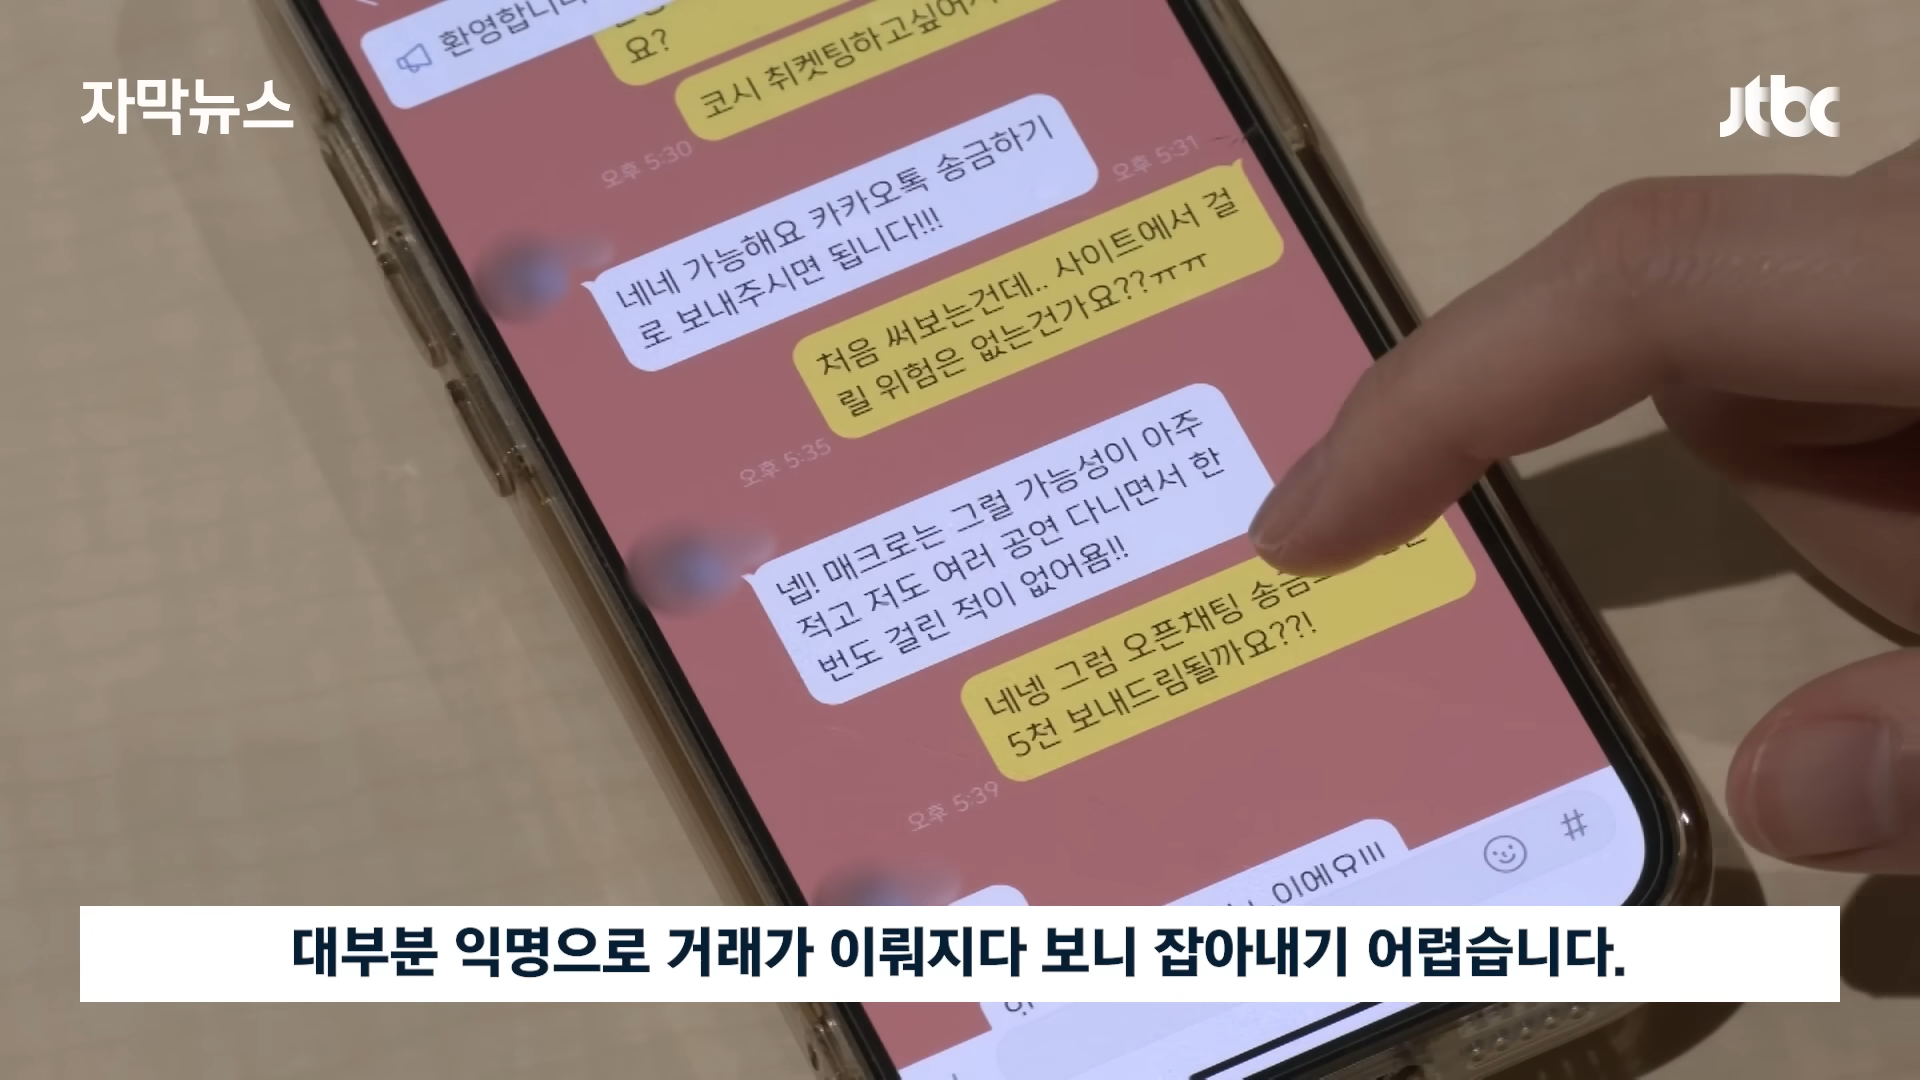 자막뉴스
jtbc
환영합니다
요?
코시 취켓팅하고싶어서
오후 5:30
네네 가능해요 카카오톡 송금하기
로 보내주시면 됩니다!!!
오후 5:31
처음 써보는건데.. 사이트에서 걸
릴 위험은 없는건가요??ㅠㅠ
오후 5:35
넵! 매크로는 그럴 가능성이 아주
적고 저도 여러 공연 다니면서 한
번도 걸린 적이 없어욤!!
네넹 그럼 오픈채팅
5천 보내드림될까요??!
오후 5:39
이에유!!!
#
대부분 익명으로 거래가 이뤄지다 보니 잡아내기 어렵습니다.